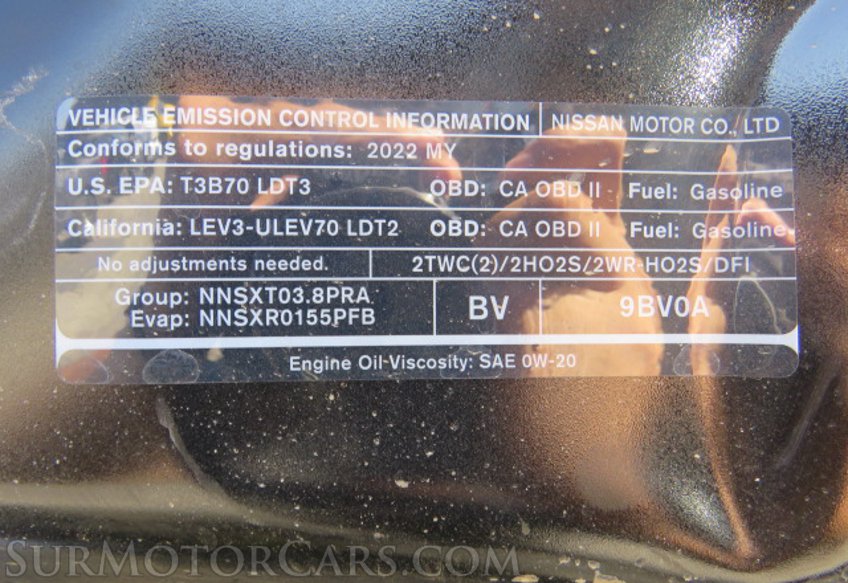 VEHICLE EMISSION CONTROL INFORMATION NISSAN MOTOR CO., LTD
Conforms to regulations: 2022 MY
U.S. EPA: T3B70 LDT3 OBD: CA OBD II Fuel: Gasoline
California: LEV3-ULEV70 LDT2 OBD: CA OBD II Fuel: Gasoline
No adjustments needed. 2TWC(2)/2HO2S/2WR-HO2S/DFI
Group: NNSXT03.8PRA
Evap: NNSXR0155PFB
BV 9BV0A
Engine Oil Viscosity: SAE 0W-20
SURMOTORCARS.COM